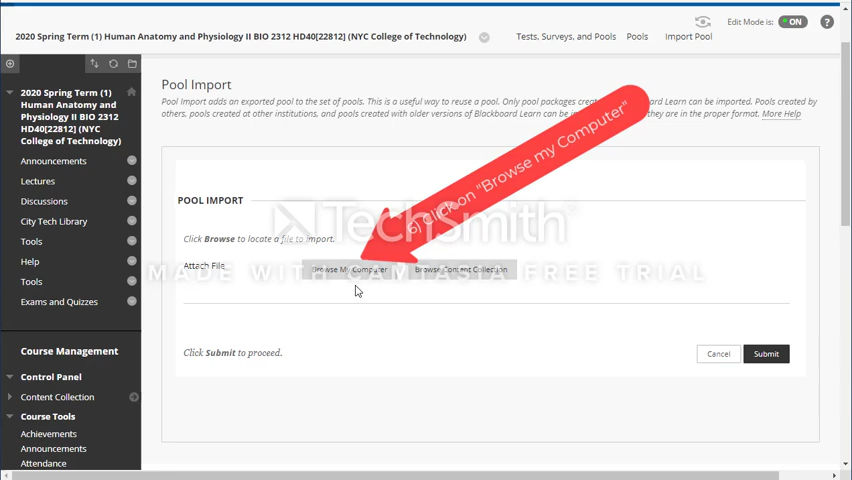 Edit Mode is: ON ?
2020 Spring Term (1) Human Anatomy and Physiology II BIO 2312 HD40[22812] (NYC College of Technology) Tests, Surveys, and Pools Pools Import Pool
2020 Spring Term (1)
Human Anatomy and
Physiology II BIO 2312
HD40[22812] (NYC
College of Technology)
Announcements
Lectures
Discussions
City Tech Library
Tools
Help
Tools
Exams and Quizzes
Course Management
Control Panel
Content Collection
Course Tools
Achievements
Announcements
Attendance
Pool Import
Pool Import adds an exported pool to the set of pools. This is a useful way to reuse a pool. Only pool packages Learn can be imported. Pools created by
others, pools created at other institutions, and pools created with older versions of Blackboard Learn can be they are in the proper format. More Help
6) Click on "Browse my Computer"
POOL IMPORT
TechSmith®
Click Browse to locate a file to import.
Attach File
Browse My Computer Browse Content Collection
MADE WITH CAMTASIA FREE TRIAL
Click Submit to proceed.
Cancel Submit